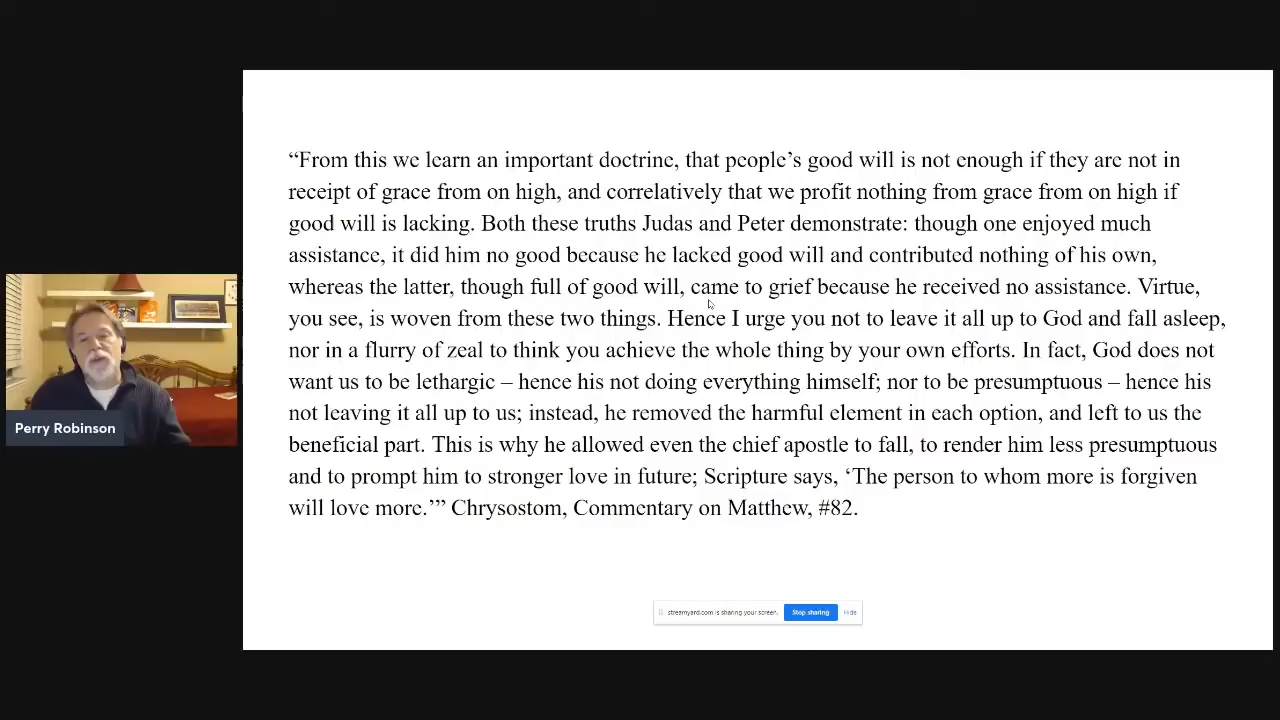 “From this we learn an important doctrine, that people’s good will is not enough if they are not in
receipt of grace from on high, and correlatively that we profit nothing from grace from on high if
good will is lacking. Both these truths Judas and Peter demonstrate: though one enjoyed much
assistance, it did him no good because he lacked good will and contributed nothing of his own,
whereas the latter, though full of good will, came to grief because he received no assistance. Virtue,
you see, is woven from these two things. Hence I urge you not to leave it all up to God and fall asleep,
nor in a flurry of zeal to think you achieve the whole thing by your own efforts. In fact, God does not
want us to be lethargic – hence his not doing everything himself; nor to be presumptuous – hence his
not leaving it all up to us; instead, he removed the harmful element in each option, and left to us the
beneficial part. This is why he allowed even the chief apostle to fall, to render him less presumptuous
and to prompt him to stronger love in future; Scripture says, ‘The person to whom more is forgiven
will love more.’” Chrysostom, Commentary on Matthew, #82.
Perry Robinson
streamyard.com is sharing your screen. Stop sharing Hide